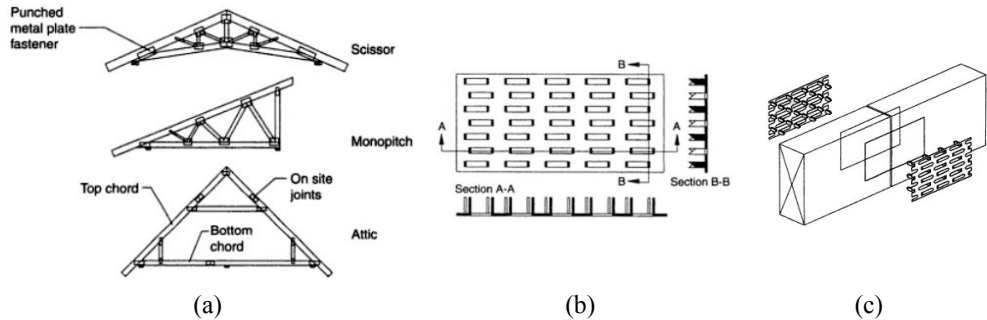 Punched
metal plate
fastener
Scissor
Monopitch
Top chord
On site
joints
Bottom
chord
Attic
(a)
B
A
A
B
Section A-A
Section B-B
(b)
(c)